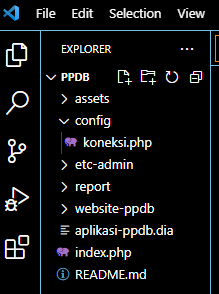 File Edit Selection View
EXPLORER ...
PPDB
assets
config
koneksi.php
etc-admin
report
website-ppdb
aplikasi-ppdb.dia
index.php
README.md